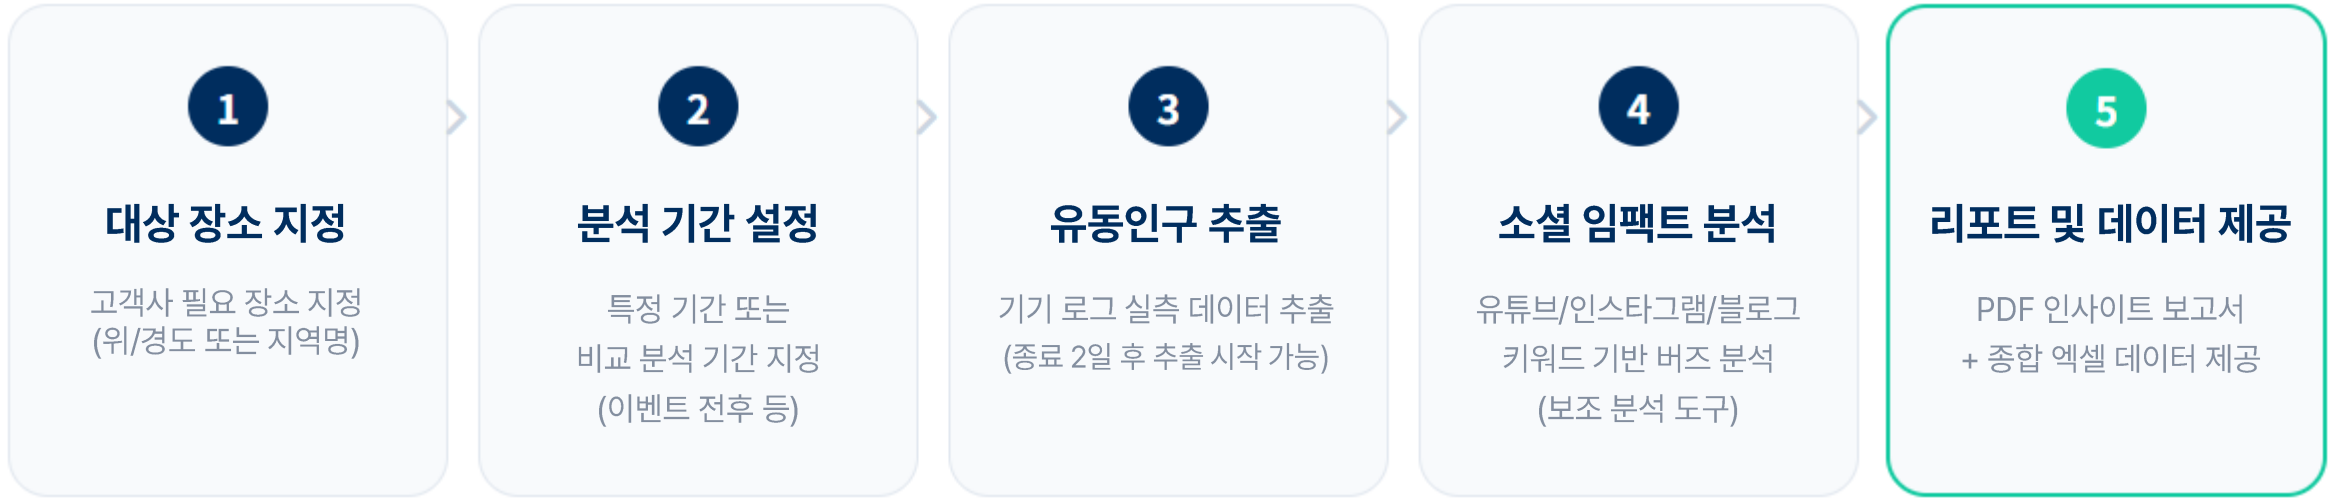 1
대상 장소 지정
고객사 필요 장소 지정
(위/경도 또는 지역명)
2
분석 기간 설정
특정 기간 또는
비교 분석 기간 지정
(이벤트 전후 등)
3
유동인구 추출
기기 로그 실측 데이터 추출
(종료 2일 후 추출 시작 가능)
4
소셜 임팩트 분석
유튜브/인스타그램/블로그
키워드 기반 버즈 분석
(보조 분석 도구)
5
리포트 및 데이터 제공
PDF 인사이트 보고서
+ 종합 엑셀 데이터 제공